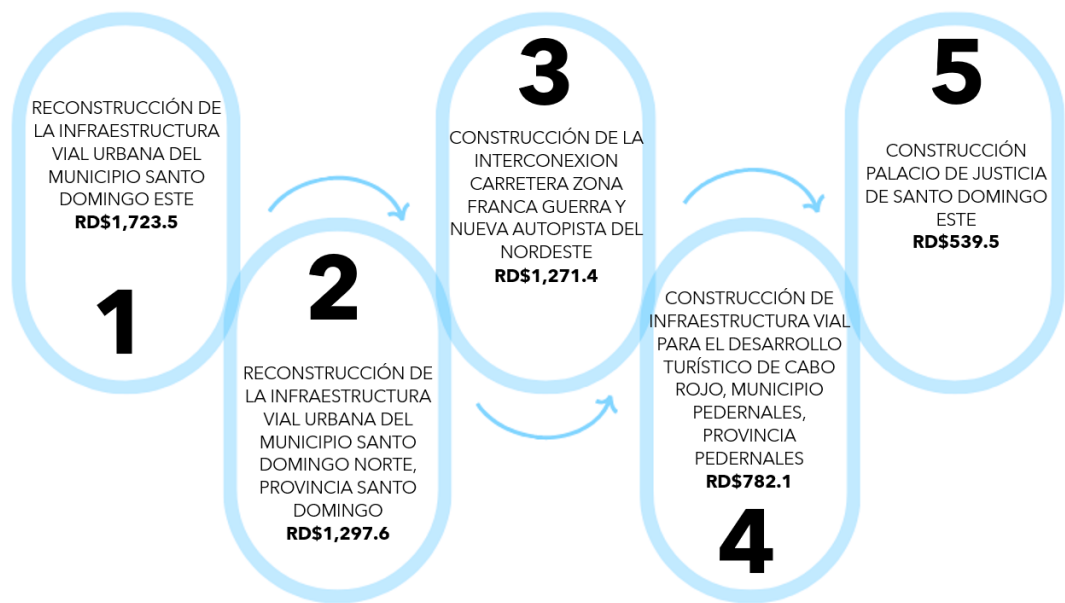 RECONSTRUCCIÓN DE
LA INFRAESTRUCTURA
VIAL URBANA DEL
MUNICIPIO SANTO
DOMINGO ESTE
RD$1,723.5
1
2
RECONSTRUCCIÓN DE
LA INFRAESTRUCTURA
VIAL URBANA DEL
MUNICIPIO SANTO
DOMINGO NORTE,
PROVINCIA SANTO
DOMINGO
RD$1,297.6
3
CONSTRUCCIÓN DE LA
INTERCONEXION
CARRETERA ZONA
FRANCA GUERRA Y
NUEVA AUTOPISTA DEL
NORDESTE
RD$1,271.4
CONSTRUCCIÓN DE
INFRAESTRUCTURA VIAL
PARA EL DESARROLLO
TURÍSTICO DE CABO
ROJO, MUNICIPIO
PEDERNALES,
PROVINCIA
PEDERNALES
RD$782.1
4
5
CONSTRUCCIÓN
PALACIO DE JUSTICIA
DE SANTO DOMINGO
ESTE
RD$539.5